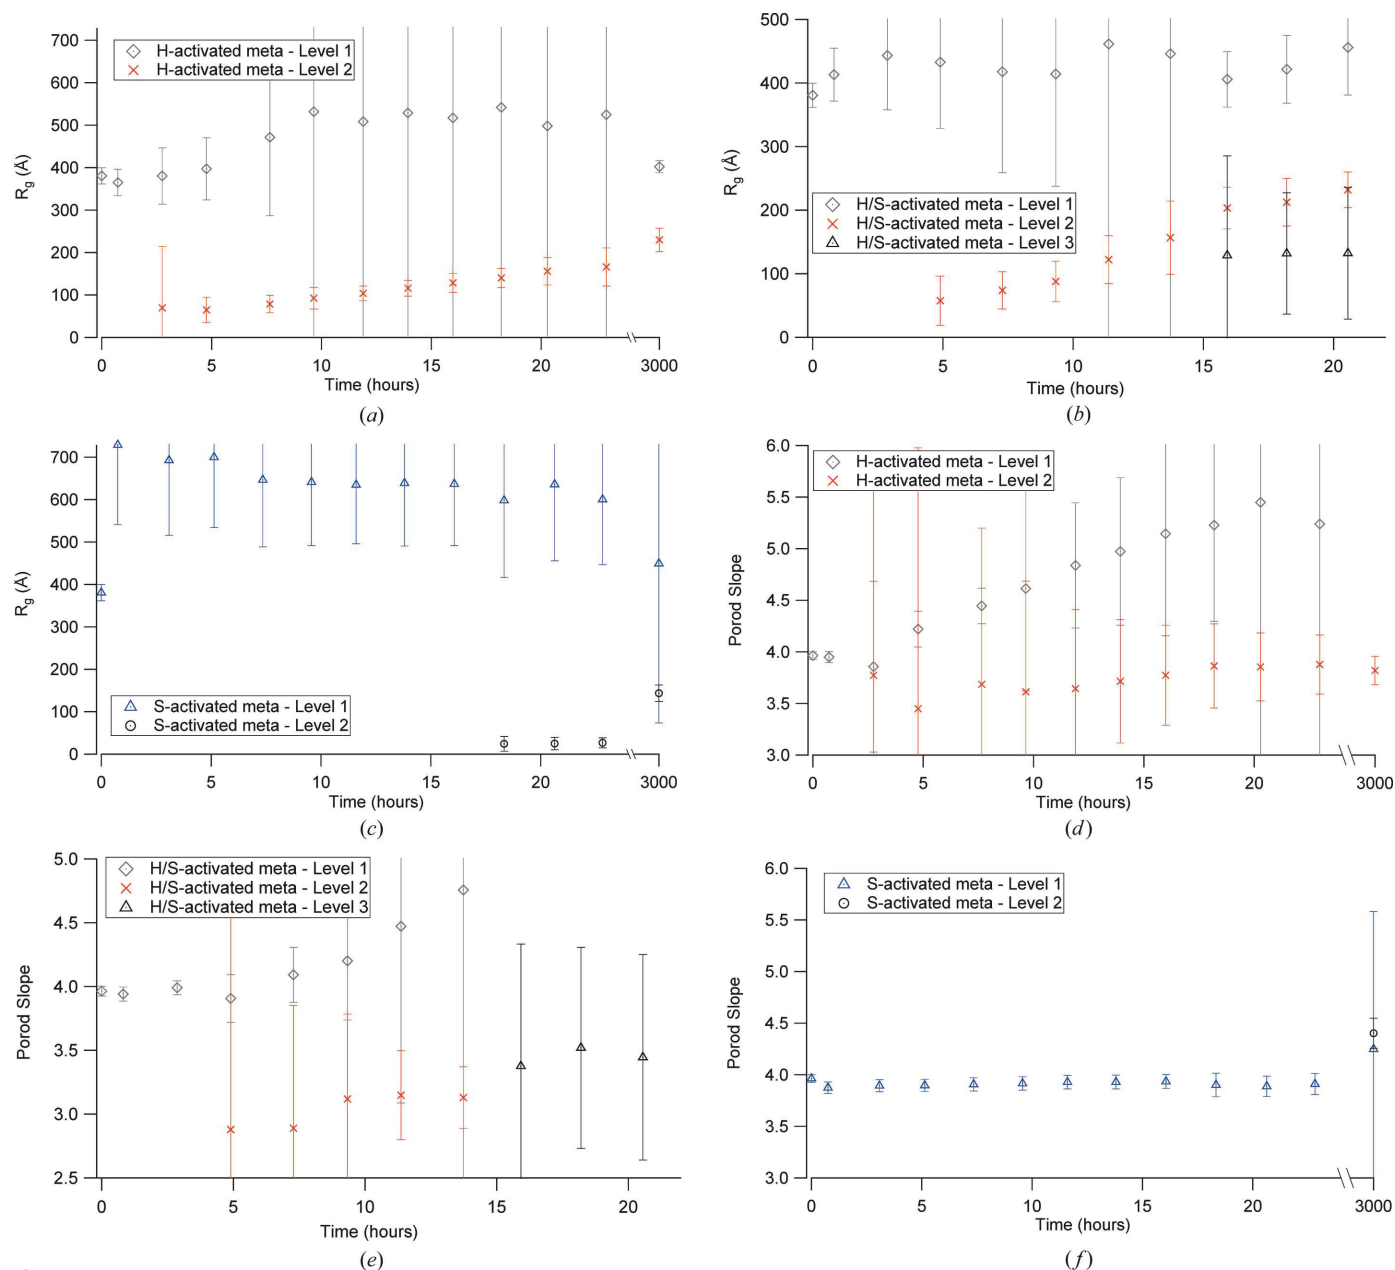 700
600
500
400
300
200
100
0
R_g (Å)
H-activated meta - Level 1
H-activated meta - Level 2
0 5 10 15 20 3000
Time (hours)
(a)
500
400
300
200
100
0
R_g (Å)
H/S-activated meta - Level 1
H/S-activated meta - Level 2
H/S-activated meta - Level 3
0 5 10 15 20
Time (hours)
(b)
700
600
500
400
300
200
100
0
R_g (Å)
S-activated meta - Level 1
S-activated meta - Level 2
0 5 10 15 20 3000
Time (hours)
(c)
6.0
5.5
5.0
4.5
4.0
3.5
3.0
Porod Slope
H-activated meta - Level 1
H-activated meta - Level 2
0 5 10 15 20 3000
Time (hours)
(d)
5.0
4.5
4.0
3.5
3.0
2.5
Porod Slope
H/S-activated meta - Level 1
H/S-activated meta - Level 2
H/S-activated meta - Level 3
0 5 10 15 20
Time (hours)
(e)
6.0
5.5
5.0
4.5
4.0
3.5
3.0
Porod Slope
S-activated meta - Level 1
S-activated meta - Level 2
0 5 10 15 20 3000
Time (hours)
(f)